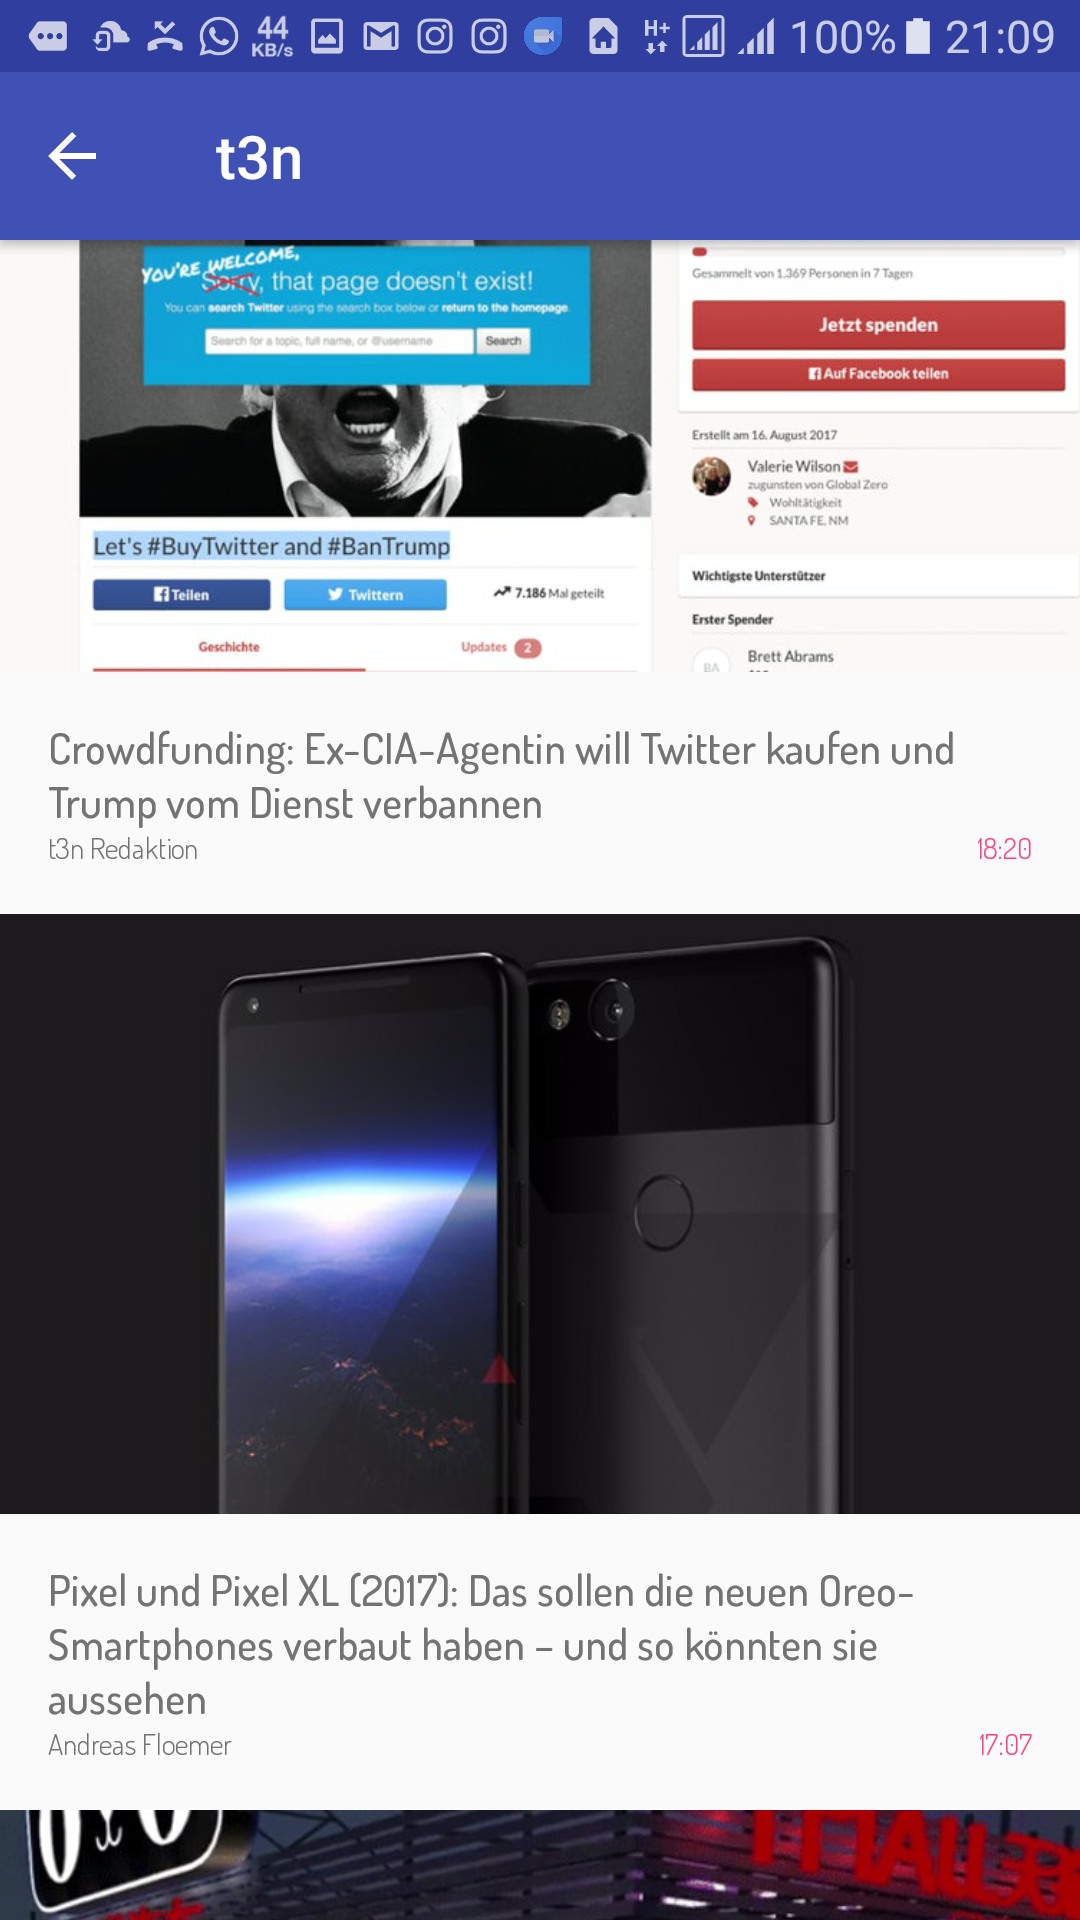 44
KB/s
H+
100%
21:09
t3n
YOU'RE WELCOME,
Sorry, that page doesn't exist!
You can search Twitter using the search box below or return to the homepage.
Search for a topic, full name, or @username
Search
Gesammelt von 1.369 Personen in 7 Tagen
Jetzt spenden
Auf Facebook teilen
Erstellt am 16. August 2017
Valerie Wilson
zugunsten von Global Zero
Wohltätigkeit
SANTA FE, NM
Let's #BuyTwitter and #BanTrump
Teilen
Twittern
7.186 Mal geteilt
Geschichte
Updates 2
Wichtigste Unterstützer
Erster Spender
BA
Brett Abrams
Crowdfunding: Ex-CIA-Agentin will Twitter kaufen und
Trump vom Dienst verbannen
t3n Redaktion
18:20
Pixel und Pixel XL (2017): Das sollen die neuen Oreo-
Smartphones verbaut haben – und so könnten sie
aussehen
Andreas Floemer
17:07